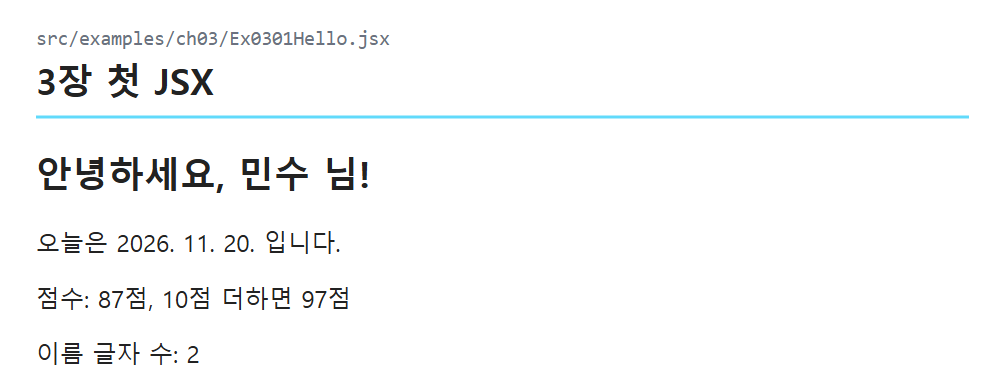 src/examples/ch03/Ex0301Hello.jsx
3장 첫 JSX
안녕하세요, 민수 님!
오늘은 2026. 11. 20. 입니다.
점수: 87점, 10점 더하면 97점
이름 글자 수: 2